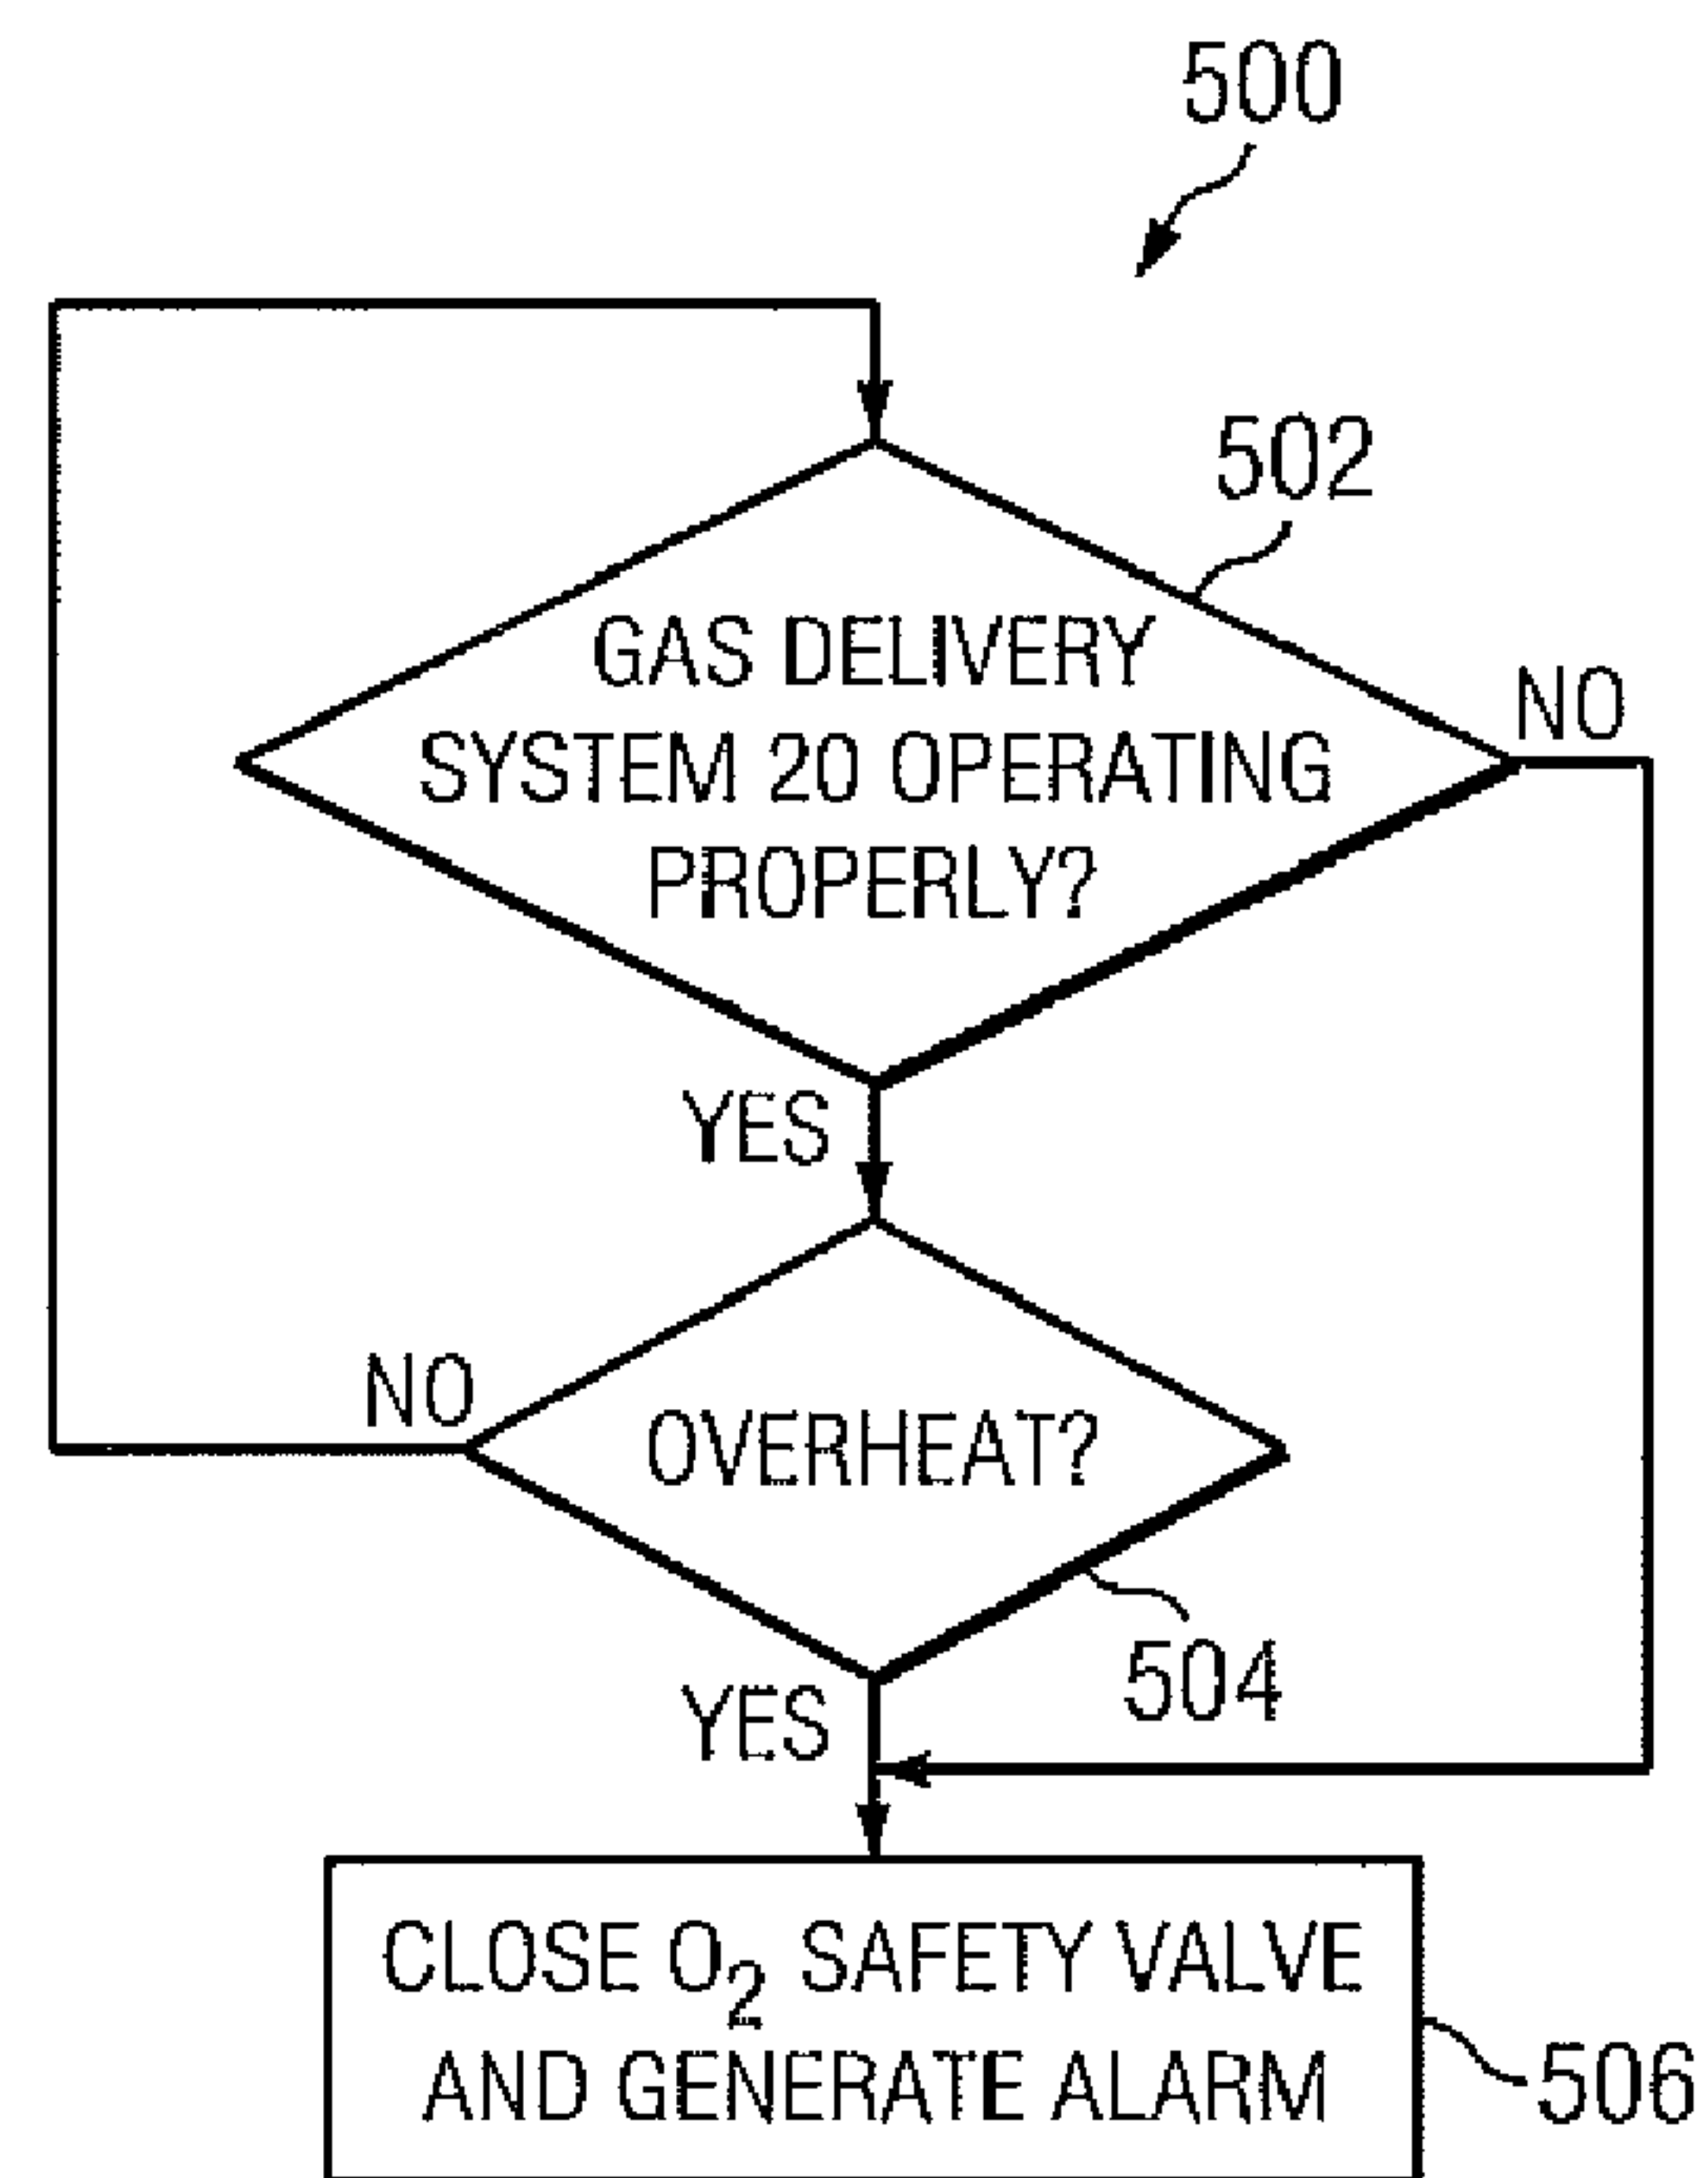 500
502
GAS DELIVERY
SYSTEM 20 OPERATING
PROPERLY?
NO
YES
NO
OVERHEAT?
504
YES
CLOSE O₂ SAFETY VALVE
AND GENERATE ALARM
506